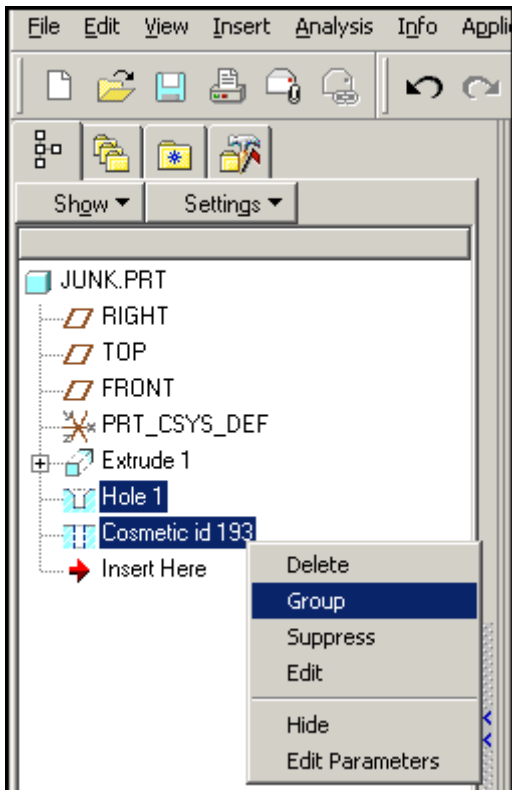 File Edit View Insert Analysis Info Appli
Show Settings
JUNK.PRT
RIGHT
TOP
FRONT
PRT_CSYS_DEF
Extrude 1
Hole 1
Cosmetic id 193
Insert Here
Delete
Group
Suppress
Edit
Hide
Edit Parameters